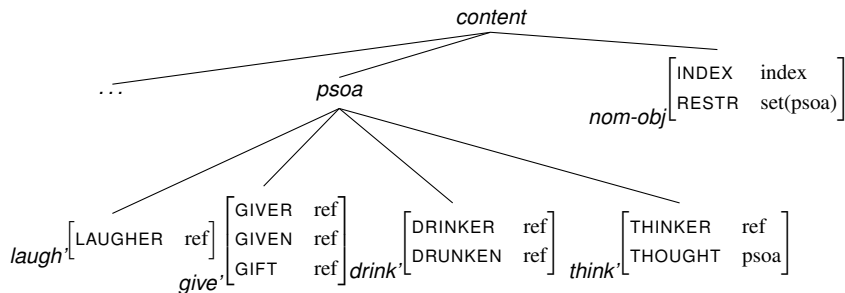 content
...
psoa
nom-obj
INDEX index
RESTR set(psoa)
laugh'
LAUGHER ref
give'
GIVER ref
GIVEN ref
GIFT ref
drink'
DRINKER ref
DRUNKEN ref
think'
THINKER ref
THOUGHT psoa